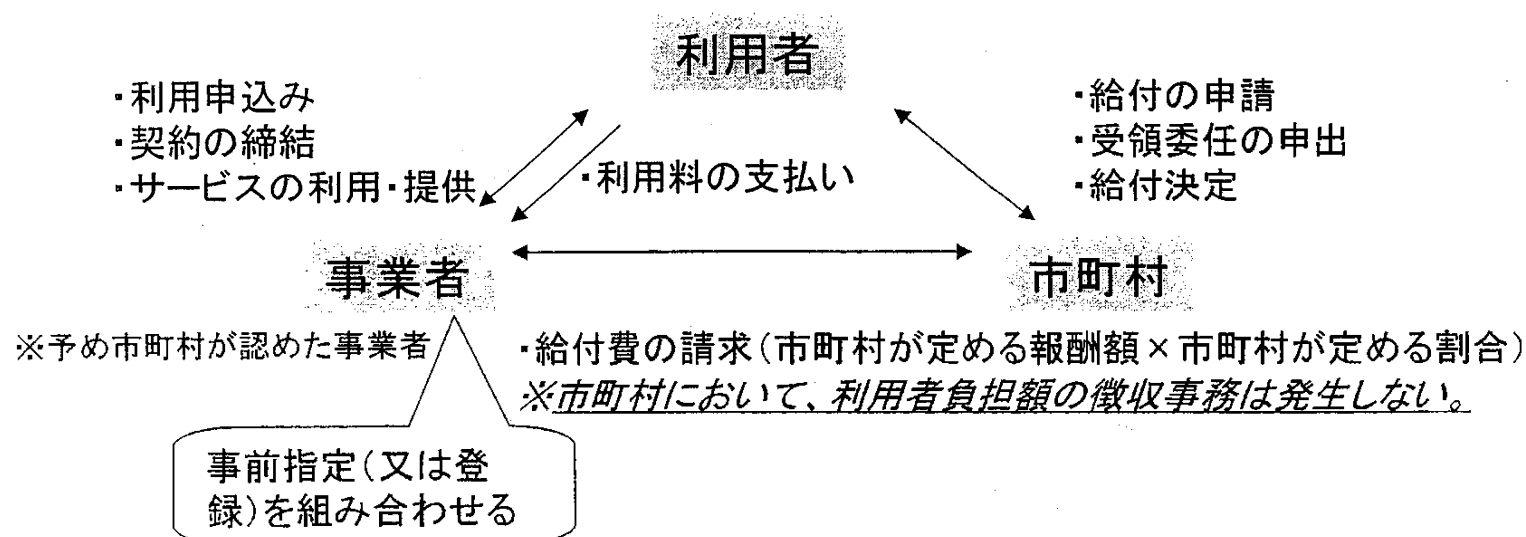 利用者
・利用申込み
・契約の締結
・サービスの利用・提供
・利用料の支払い
・給付の申請
・受領委任の申出
・給付決定
事業者
市町村
※予め市町村が認めた事業者
・給付費の請求(市町村が定める報酬額×市町村が定める割合)
※市町村において、利用者負担額の徴収事務は発生しない。
事前指定(又は登
録)を組み合わせる